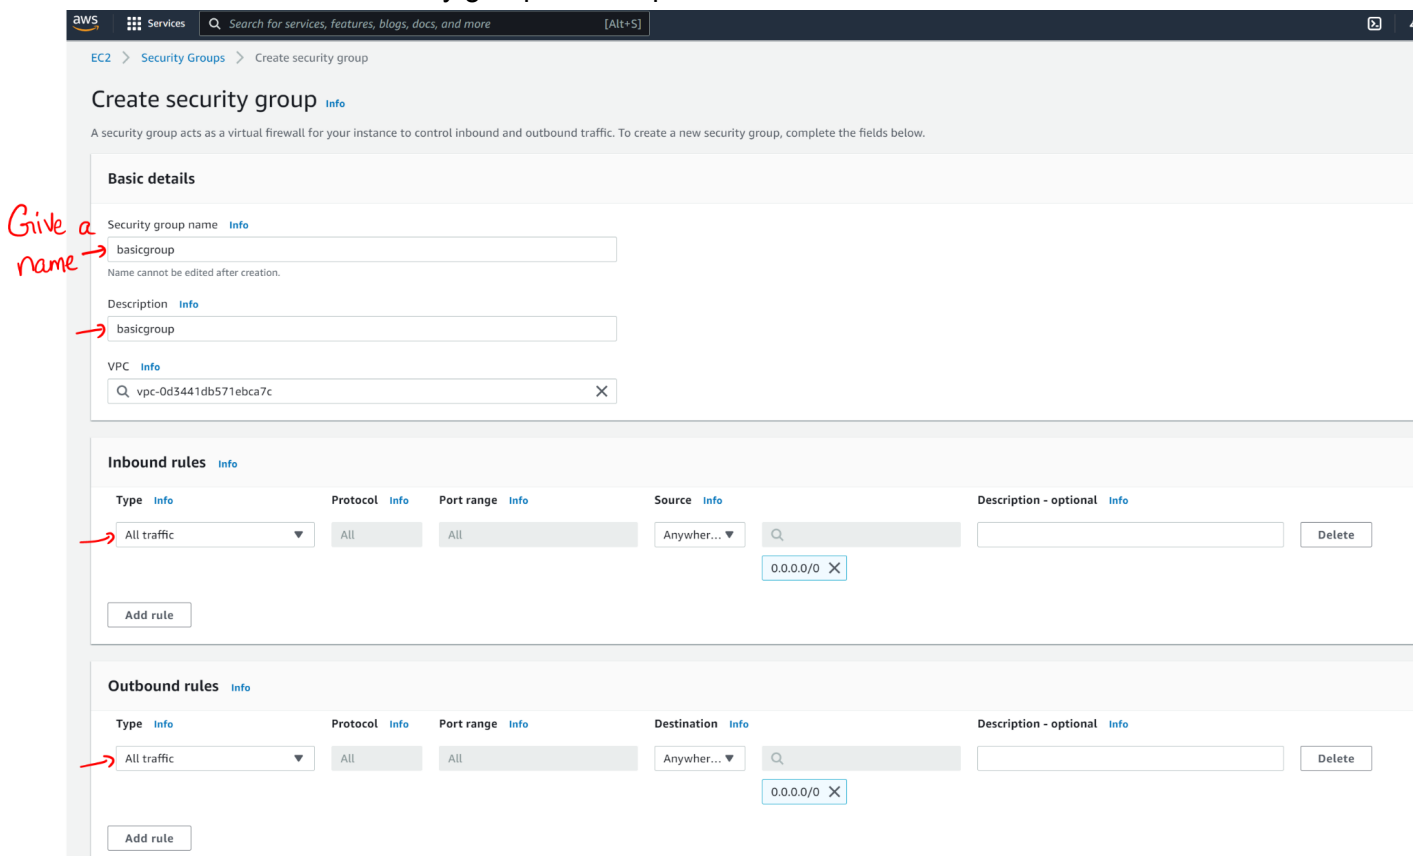 aws Services Search for services, features, blogs, docs, and more [Alt+S]
EC2 > Security Groups > Create security group
Create security group Info
A security group acts as a virtual firewall for your instance to control inbound and outbound traffic. To create a new security group, complete the fields below.
Basic details
Give a
name
Security group name Info
basicgroup
Name cannot be edited after creation.
Description Info
basicgroup
VPC Info
vpc-0d3441db571ebca7c
Inbound rules Info
Type Info Protocol Info Port range Info Source Info Description - optional Info
All traffic All All Anywher... Delete
0.0.0.0/0
Add rule
Outbound rules Info
Type Info Protocol Info Port range Info Destination Info Description - optional Info
All traffic All All Anywher... Delete
0.0.0.0/0
Add rule